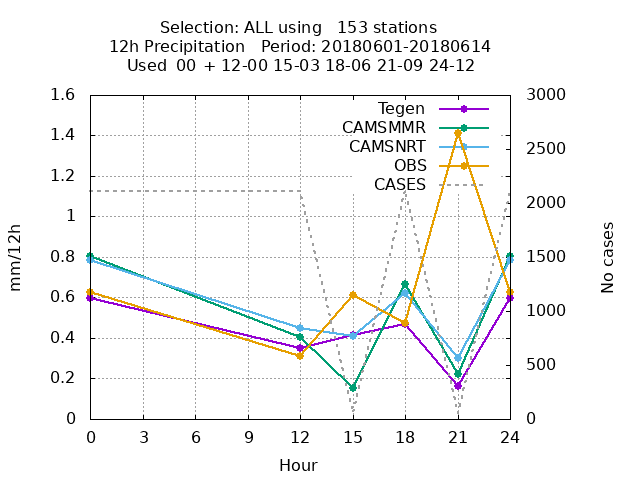 Selection: ALL using   153 stations
12h Precipitation   Period: 20180601-20180614
Used  00 + 12-00 15-03 18-06 21-09 24-12
Tegen
CAMSMMR
CAMSNRT
OBS
CASES
mm/12h
1.6
1.4
1.2
1
0.8
0.6
0.4
0.2
0
3000
2500
2000
1500
1000
500
0
No cases
0 3 6 9 12 15 18 21 24
Hour